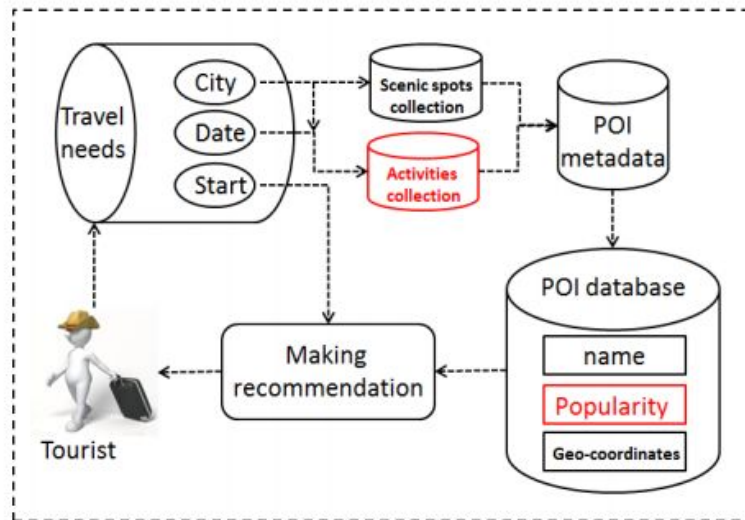 Travel
needs
City
Date
Start
Scenic spots
collection
Activities
collection
POI
metadata
POI database
name
Popularity
Geo-coordinates
Making
recommendation
Tourist